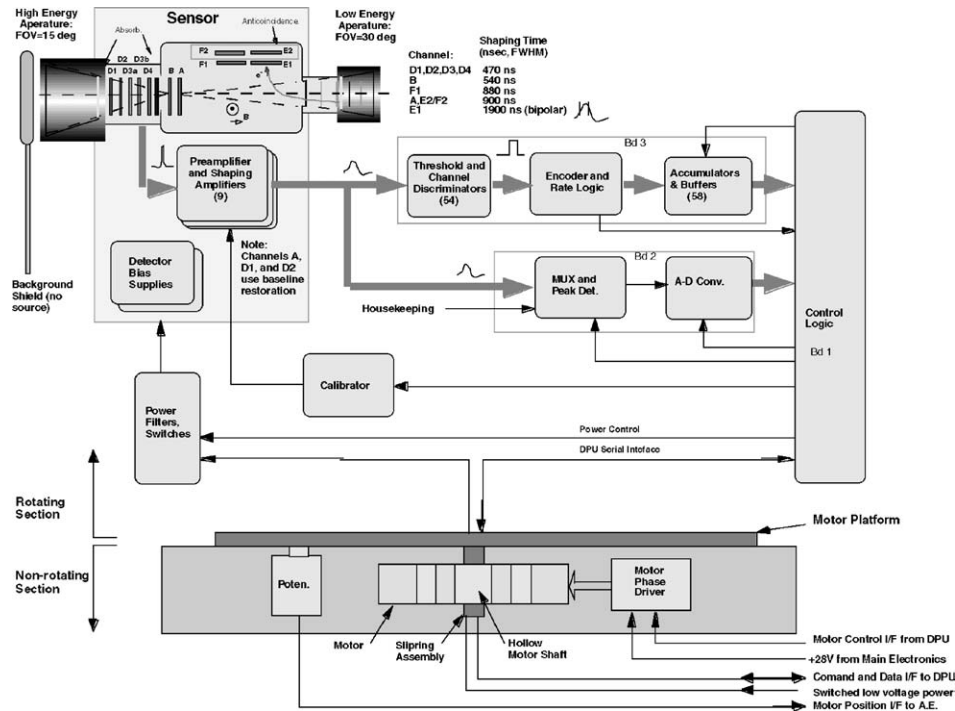 High Energy
Aperature:
FOV=15 deg
Absorb.
Sensor
Anticoincidence
Low Energy
Aperature:
FOV=30 deg
D2 D3b
D1 D3a D4 B A
F2
E2
F1
E1
e-
B
Channel:
Shaping Time
(nsec, FWHM)
D1,D2,D3,D4 470 ns
B 540 ns
F1 880 ns
A,E2/F2 900 ns
E1 1900 ns (bipolar)
Bd 3
Preamplifier
and Shaping
Amplifiers
(9)
Threshold and
Channel
Discriminators
(54)
Encoder and
Rate Logic
Accumulators
& Buffers
(58)
Note:
Channels A,
D1, and D2
use baseline
restoration
Detector
Bias
Supplies
Background
Shield (no
source)
Bd 2
MUX and
Peak Det.
A-D Conv.
Housekeeping
Control
Logic
Bd 1
Calibrator
Power
Filters,
Switches
Power Control
DPU Serial Inteface
Rotating
Section
Motor Platform
Non-rotating
Section
Poten.
Motor
Phase
Driver
Motor
Slipring
Assembly
Hollow
Motor Shaft
Motor Control I/F from DPU
+28V from Main Electronics
Comand and Data I/F to DPU
Switched low voltage power
Motor Position I/F to A.E.